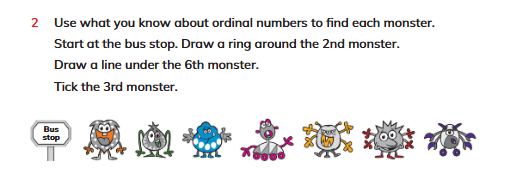 2 Use what you know about ordinal numbers to find each monster.
Start at the bus stop. Draw a ring around the 2nd monster.
Draw a line under the 6th monster.
Tick the 3rd monster.
Bus
stop